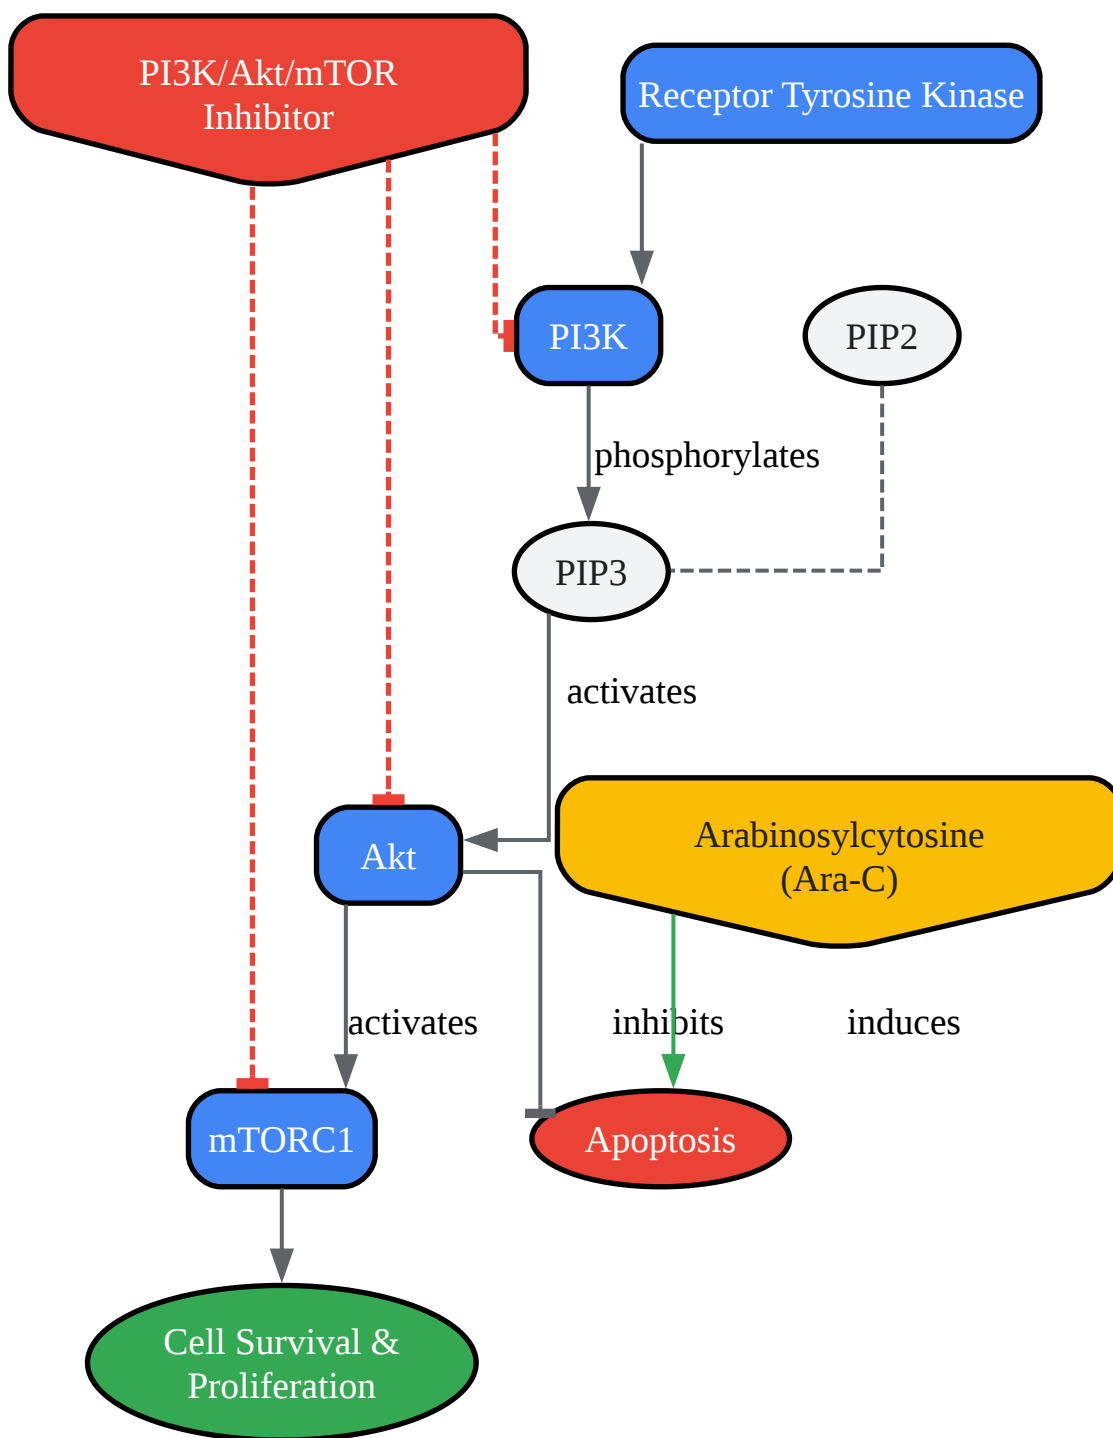 PI3K/Akt/mTOR
Inhibitor
Receptor Tyrosine Kinase
PI3K
PIP2
phosphorylates
PIP3
activates
Arabinosylcytosine
(Ara-C)
Akt
activates
inhibits
induces
mTORC1
Apoptosis
Cell Survival &
Proliferation